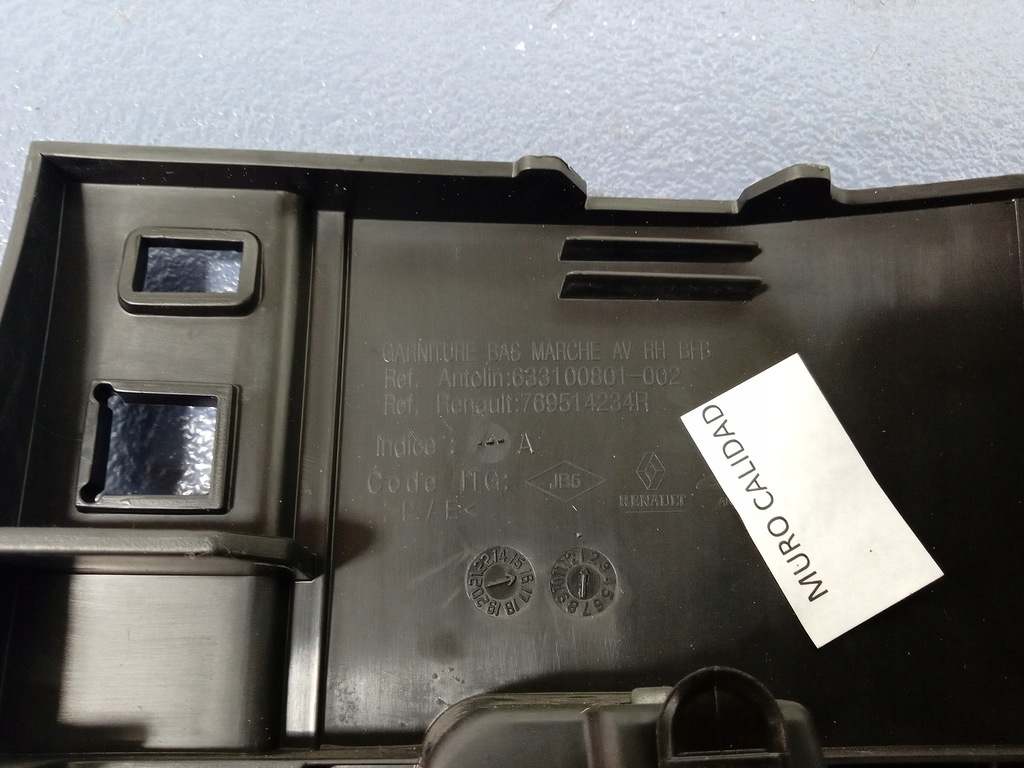 GARNITURE BAS MARCHE AV RH BFB
Ref. Antolin:633100801-002
Ref. Renault:769514234R
Indice : A
Code ITG: JB5
RENAULT
>P/E<
MURO CALIDAD